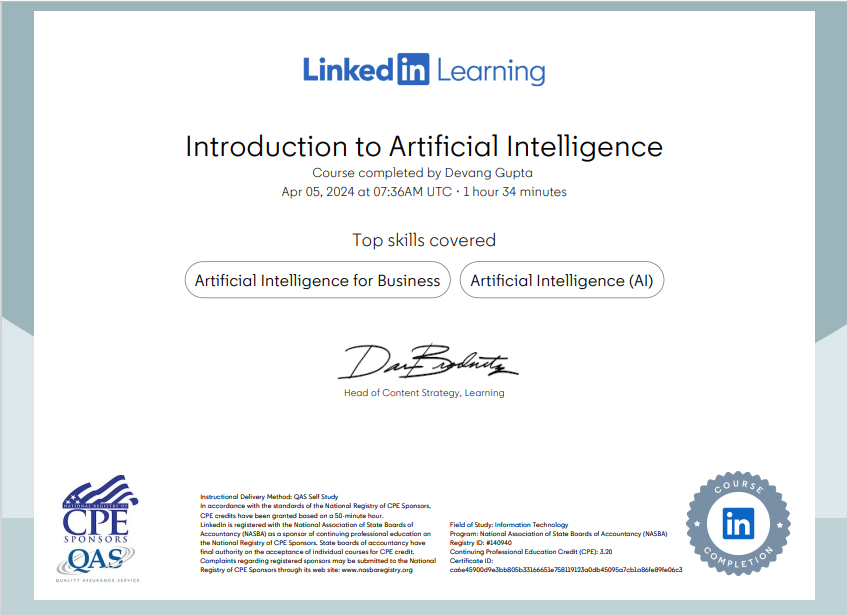 Linked in Learning
Introduction to Artificial Intelligence
Course completed by Devang Gupta
Apr 05, 2024 at 07:36AM UTC • 1 hour 34 minutes
Top skills covered
Artificial Intelligence for Business
Artificial Intelligence (AI)
Head of Content Strategy, Learning
NATIONAL REGISTRY OF
CPE
SPONSORS
QAS
QUALITY ASSURANCE SERVICE
Instructional Delivery Method: QAS Self Study
In accordance with the standards of the National Registry of CPE Sponsors,
CPE credits have been granted based on a 50-minute hour.
LinkedIn is registered with the National Association of State Boards of
Accountancy (NASBA) as a sponsor of continuing professional education on
the National Registry of CPE Sponsors. State boards of accountancy have
final authority on the acceptance of individual courses for CPE credit.
Complaints regarding registered sponsors may be submitted to the National
Registry of CPE Sponsors through its web site: www.nasbaregistry.org
Field of Study: Information Technology
Program: National Association of State Boards of Accountancy (NASBA)
Registry ID: #140940
Continuing Professional Education Credit (CPE): 3.20
Certificate ID:
COURSE
in
COMPLETION